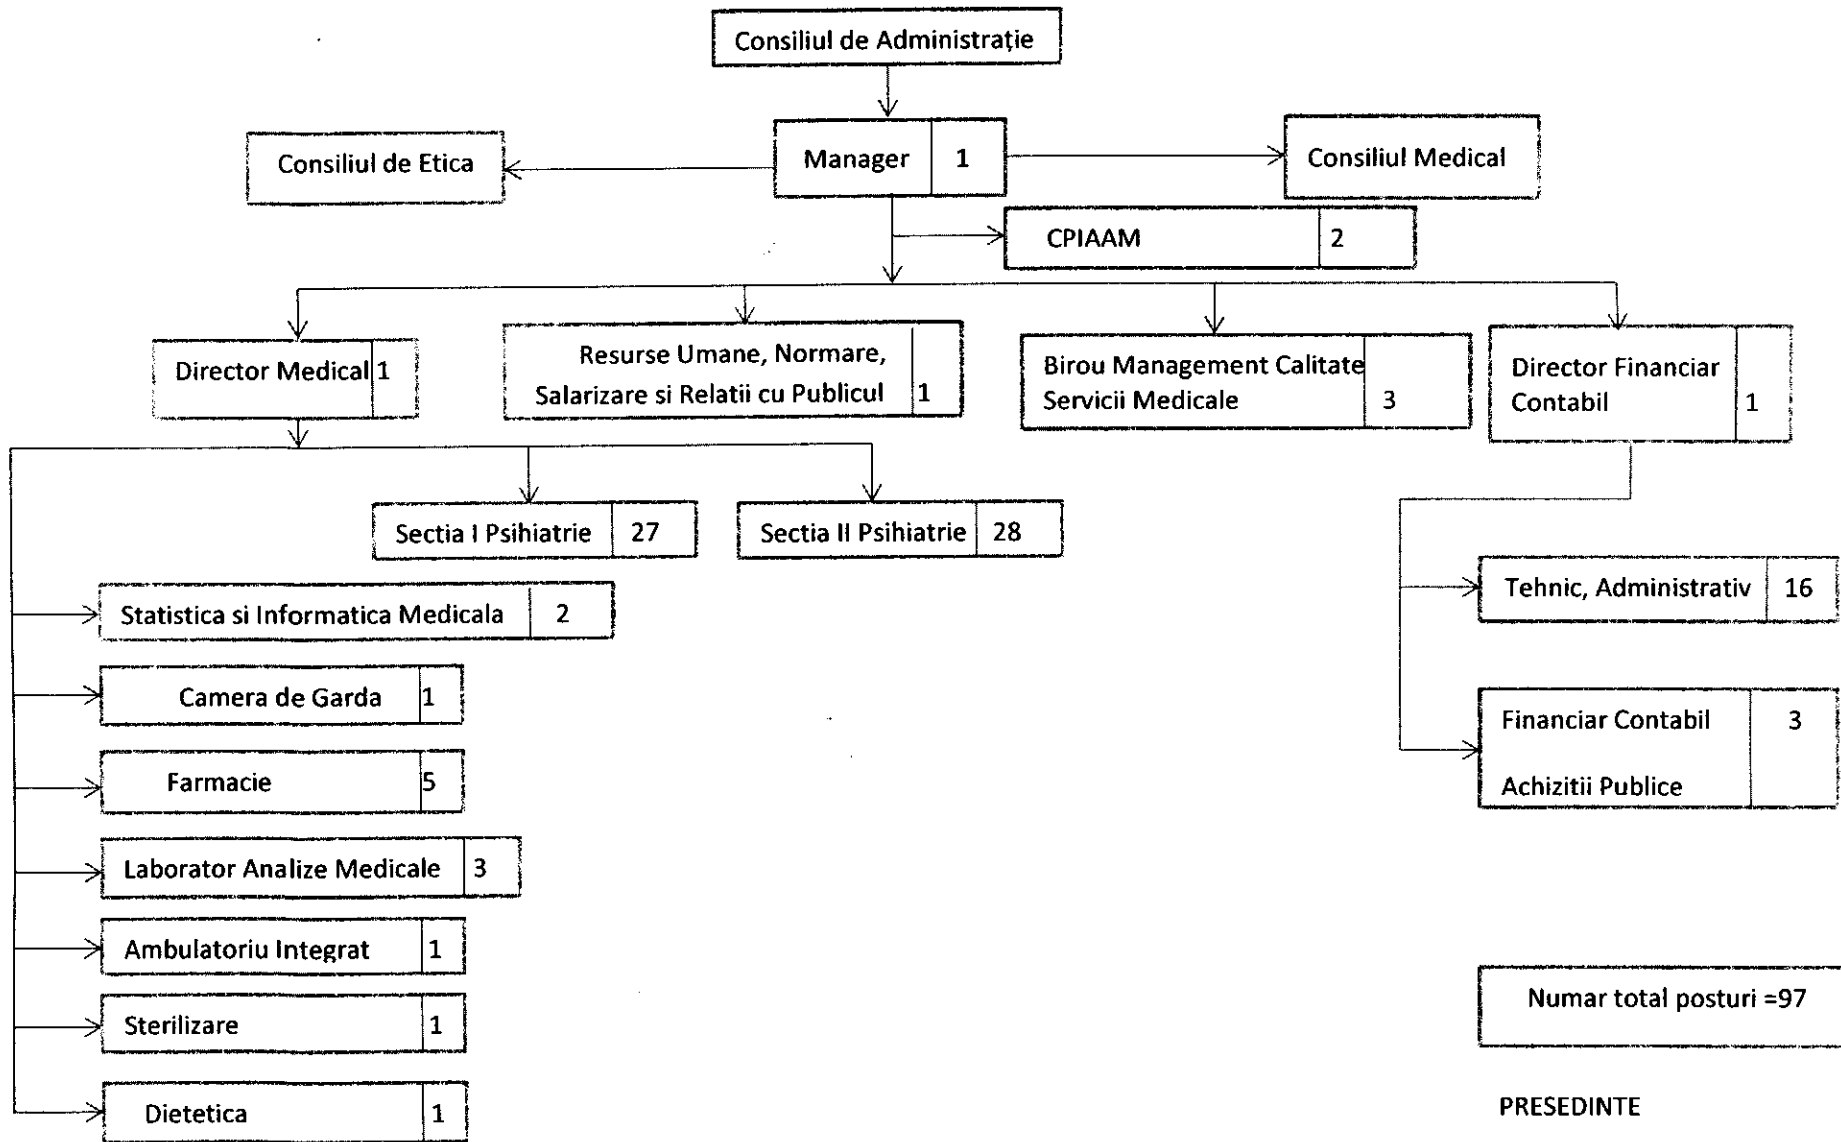 Consiliul de Administrație
Consiliul de Etica
Manager 1
Consiliul Medical
CPIAAM 2
Director Medical 1
Resurse Umane, Normare,
Salarizare si Relatii cu Publicul 1
Birou Management Calitate
Servicii Medicale 3
Director Financiar
Contabil 1
Sectia I Psihiatrie 27
Sectia II Psihiatrie 28
Statistica si Informatica Medicala 2
Camera de Garda 1
Farmacie 5
Laborator Analize Medicale 3
Ambulatoriu Integrat 1
Sterilizare 1
Dietetica 1
Tehnic, Administrativ 16
Financiar Contabil 3
Achizitii Publice
Numar total posturi =97
PRESEDINTE